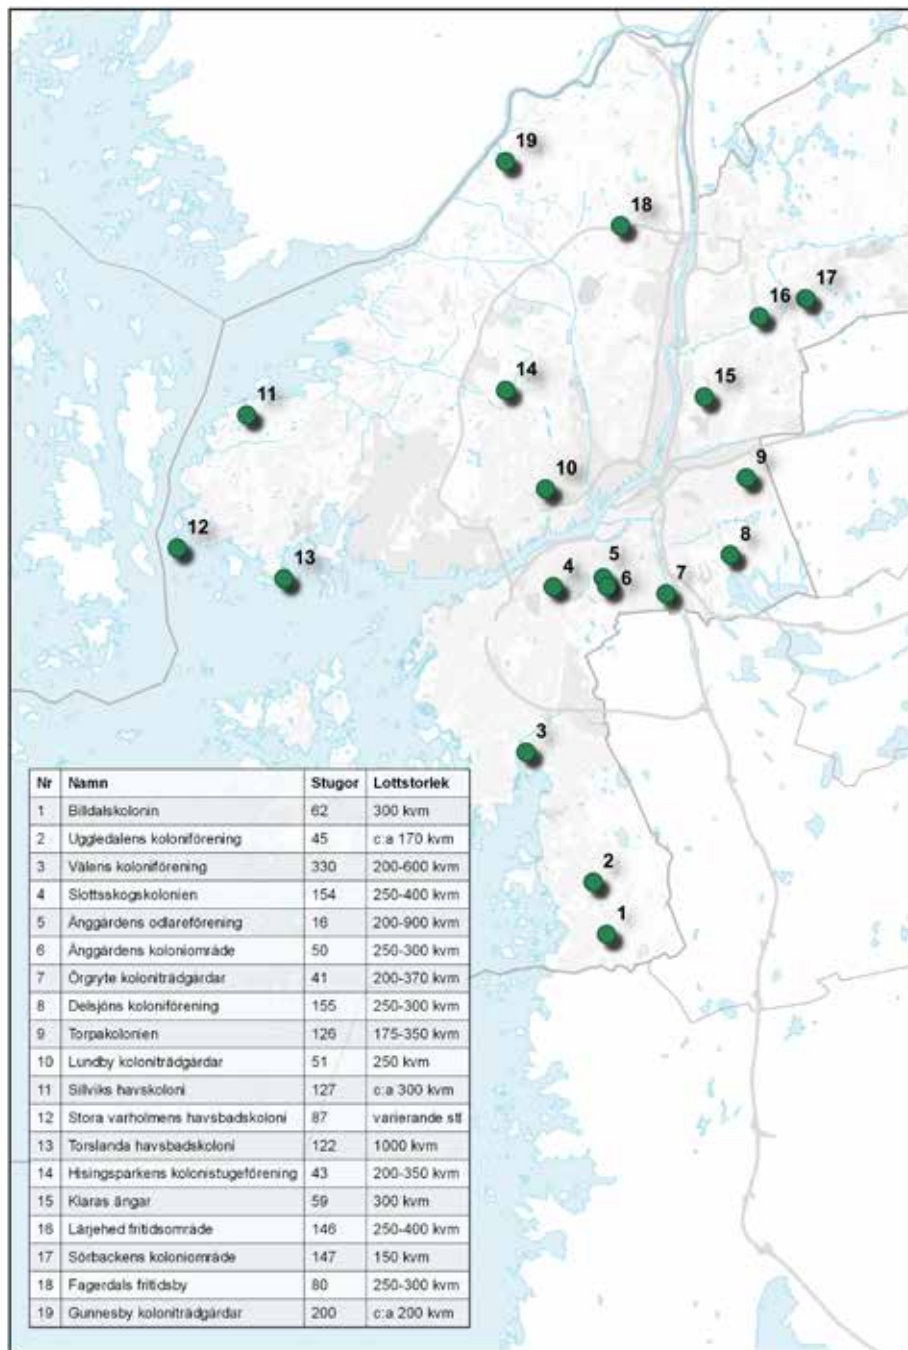 19
18
17
16
14
15
11
9
10
12
8
5
13
4
6
7
3
2
1
Nr Namn Stugor Lottstorlek
1 Billdalskolonin 62 300 kvm
2 Uggledalens koloniförening 45 c:a 170 kvm
3 Välens koloniförening 330 200-600 kvm
4 Slottsskogskolonien 154 250-400 kvm
5 Änggårdens odlareförening 16 200-900 kvm
6 Änggårdens koloniområde 50 250-300 kvm
7 Örgryte koloniträdgårdar 41 200-370 kvm
8 Delsjöns koloniförening 155 250-300 kvm
9 Torpakolonien 126 175-350 kvm
10 Lundby koloniträdgårdar 51 250 kvm
11 Sillviks havskoloni 127 c:a 300 kvm
12 Stora varholmens havsbadskoloni 87 varierande stl
13 Torslanda havsbadskoloni 122 1000 kvm
14 Hisingsparkens kolonistugeförening 43 200-350 kvm
15 Klaras ängar 59 300 kvm
16 Lärjehed fritidsområde 146 250-400 kvm
17 Sörbackens koloniområde 147 150 kvm
18 Fagerdals fritidsby 80 250-300 kvm
19 Gunnesby koloniträdgårdar 200 c:a 200 kvm